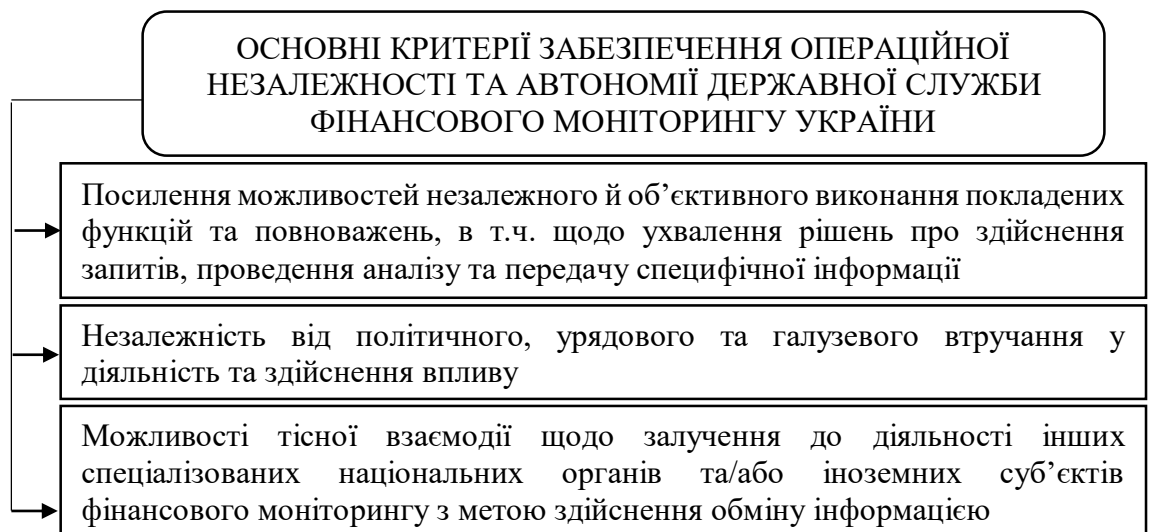 ОСНОВНІ КРИТЕРІЇ ЗАБЕЗПЕЧЕННЯ ОПЕРАЦІЙНОЇ
НЕЗАЛЕЖНОСТІ ТА АВТОНОМІЇ ДЕРЖАВНОЇ СЛУЖБИ
ФІНАНСОВОГО МОНІТОРИНГУ УКРАЇНИ
Посилення можливостей незалежного й об’єктивного виконання покладених
функцій та повноважень, в т.ч. щодо ухвалення рішень про здійснення
запитів, проведення аналізу та передачу специфічної інформації
Незалежність від політичного, урядового та галузевого втручання у
діяльність та здійснення впливу
Можливості тісної взаємодії щодо залучення до діяльності інших
спеціалізованих національних органів та/або іноземних суб’єктів
фінансового моніторингу з метою здійснення обміну інформацією